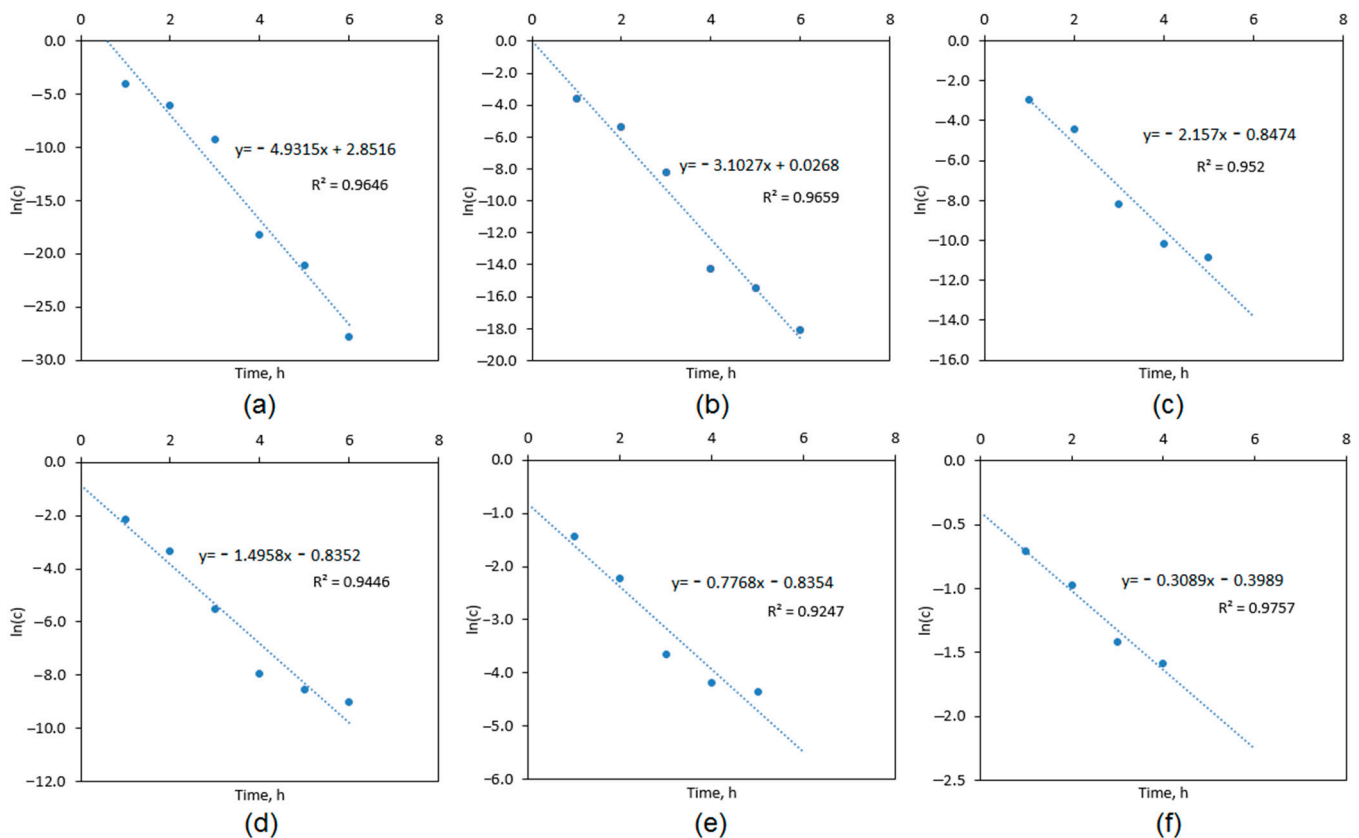 0 2 4 6 8
0.0
−5.0
−10.0
−15.0
−20.0
−25.0
−30.0
ln(c)
y= − 4.9315x + 2.8516
R² = 0.9646
Time, h
(a)
0 2 4 6 8
0.0
−2.0
−4.0
−6.0
−8.0
−10.0
−12.0
−14.0
−16.0
−18.0
−20.0
ln(c)
y= − 3.1027x + 0.0268
R² = 0.9659
Time, h
(b)
0 2 4 6 8
0.0
−2.0
−4.0
−6.0
−8.0
−10.0
−12.0
−14.0
−16.0
ln(c)
y= − 2.157x − 0.8474
R² = 0.952
Time, h
(c)
0 2 4 6 8
0.0
−2.0
−4.0
−6.0
−8.0
−10.0
−12.0
ln(c)
y= − 1.4958x − 0.8352
R² = 0.9446
Time, h
(d)
0 2 4 6 8
0.0
−1.0
−2.0
−3.0
−4.0
−5.0
−6.0
ln(c)
y= − 0.7768x − 0.8354
R² = 0.9247
Time, h
(e)
0 2 4 6 8
0.0
−0.5
−1.0
−1.5
−2.0
−2.5
ln(c)
y= − 0.3089x − 0.3989
R² = 0.9757
Time, h
(f)